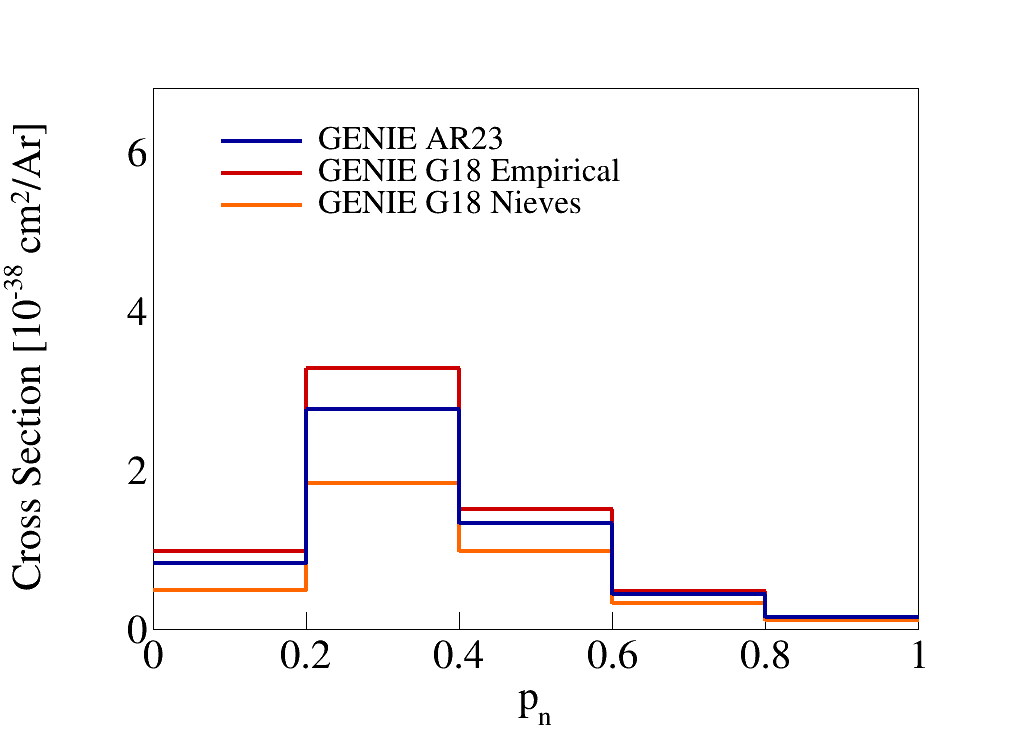 GENIE AR23
GENIE G18 Empirical
GENIE G18 Nieves
Cross Section [10^-38 cm^2/Ar]
6
4
2
0
0 0.2 0.4 0.6 0.8 1
p_n